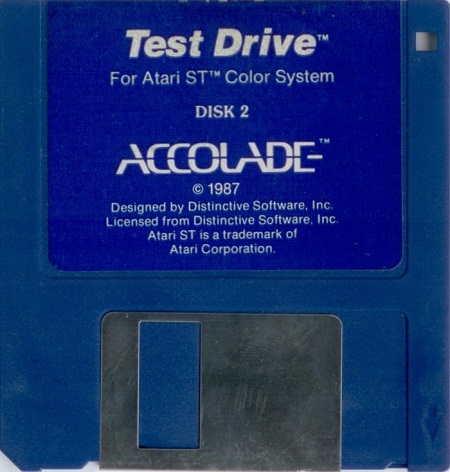 Test Drive™
For Atari ST™ Color System
DISK 2
ACCOLADE™
© 1987
Designed by Distinctive Software, Inc.
Licensed from Distinctive Software, Inc.
Atari ST is a trademark of
Atari Corporation.